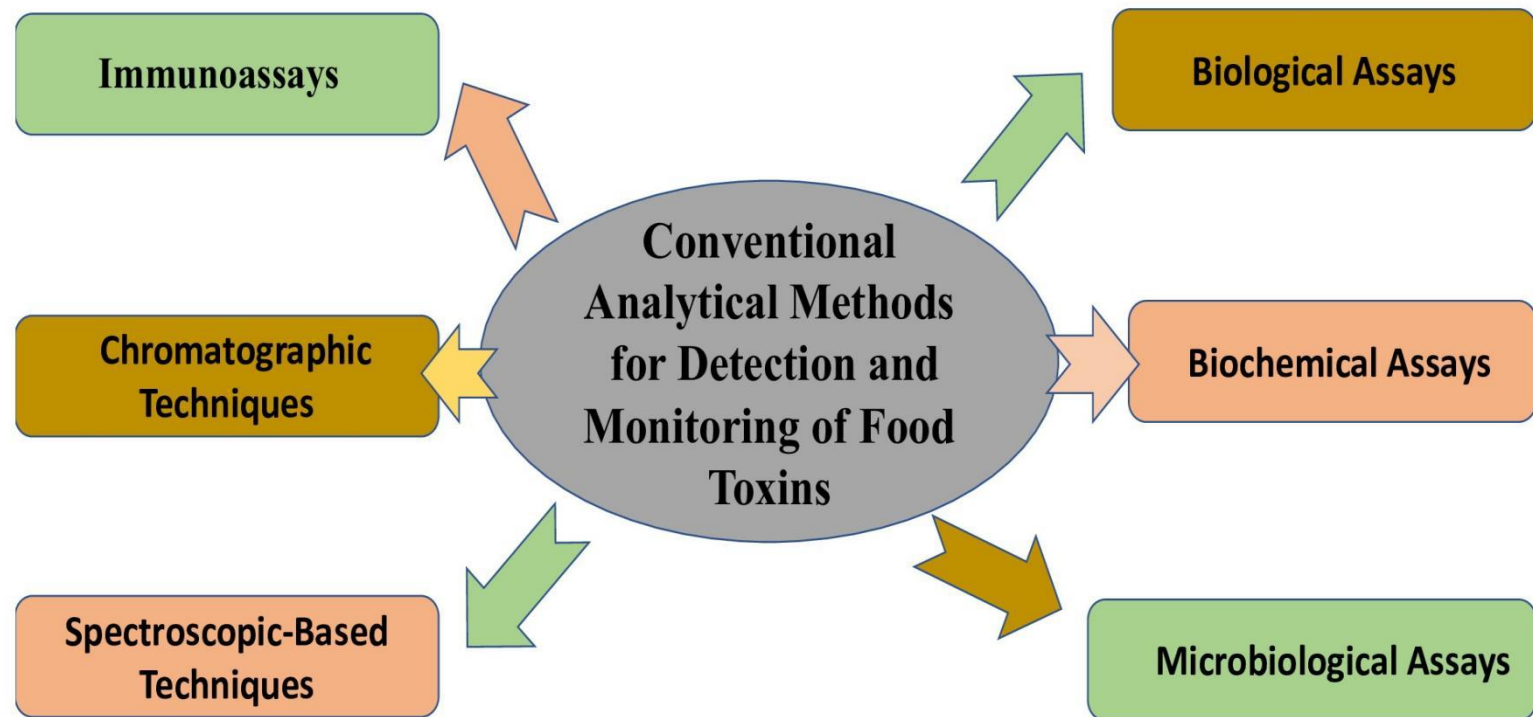 Immunoassays
Biological Assays
Conventional
Analytical Methods
for Detection and
Monitoring of Food
Toxins
Chromatographic
Techniques
Biochemical Assays
Spectroscopic-Based
Techniques
Microbiological Assays